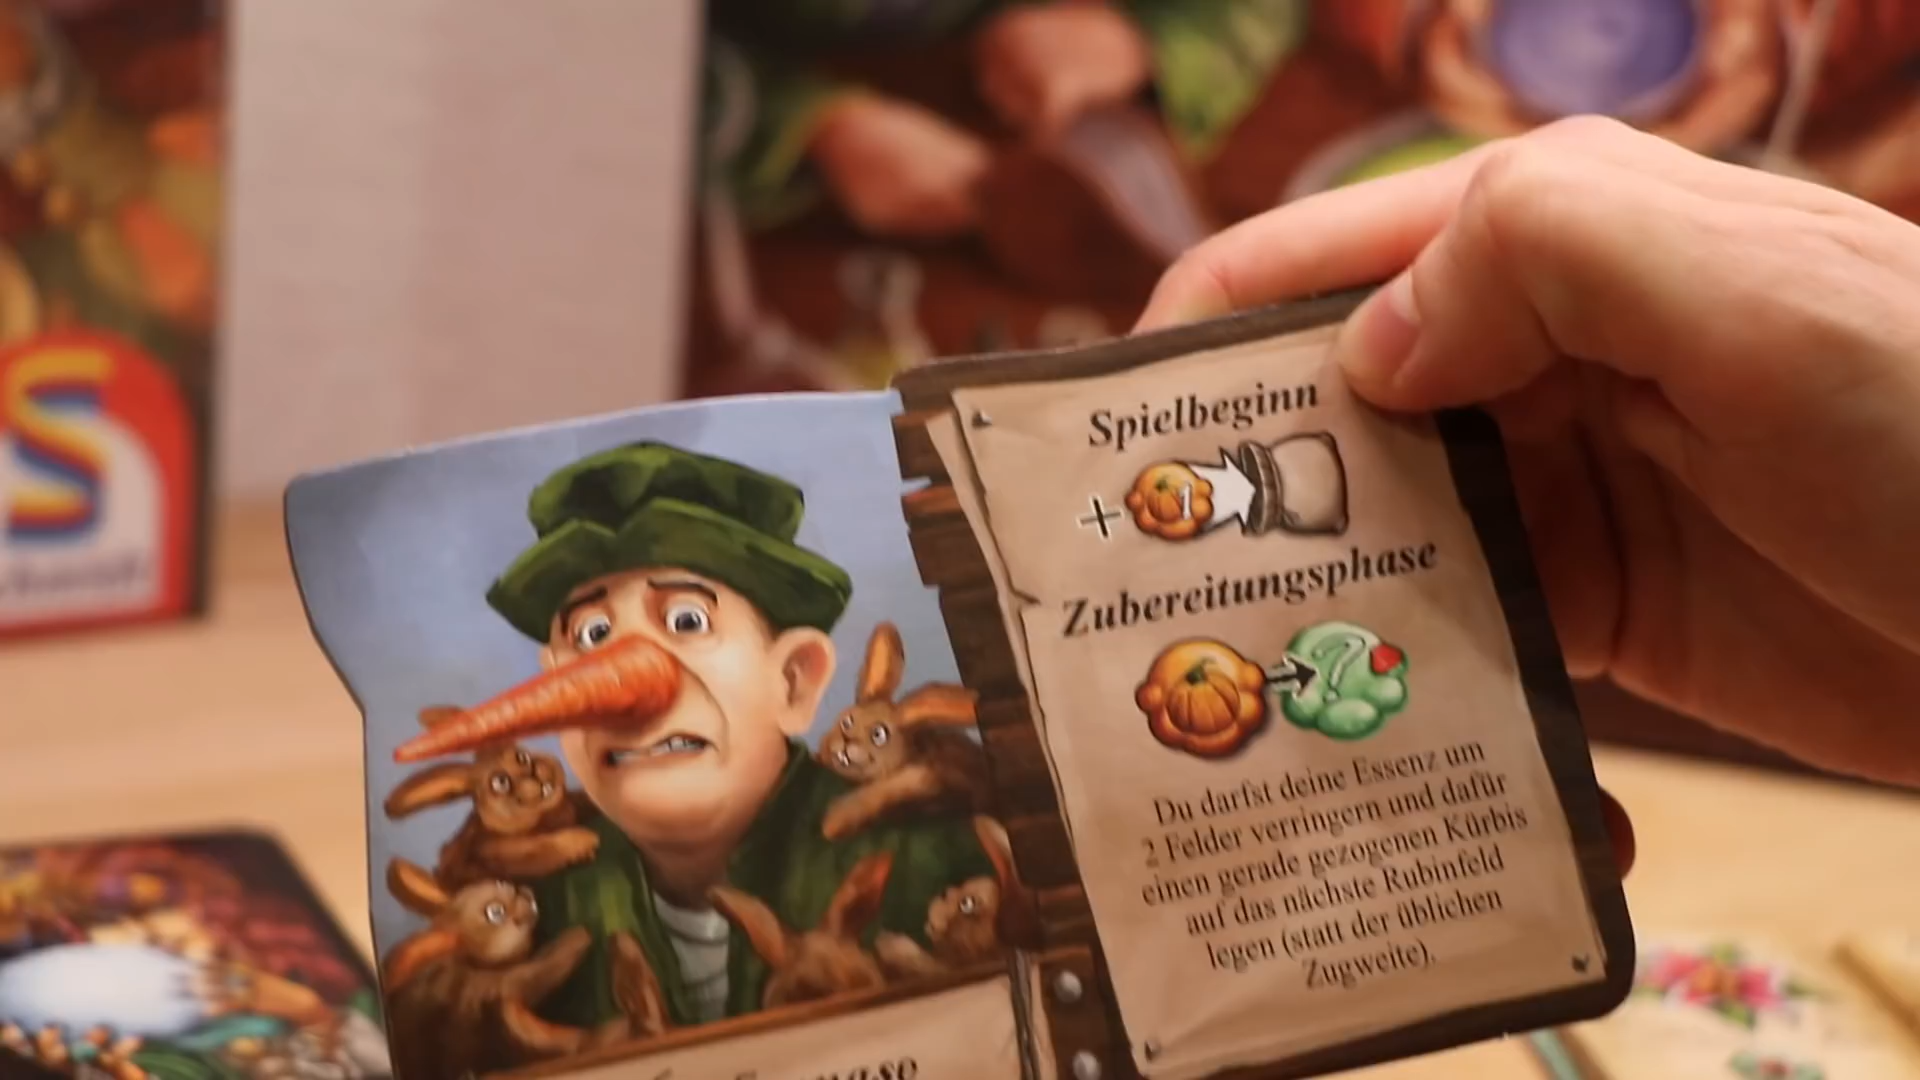 Spielbeginn
+ 1
Zubereitungsphase
?
Du darfst deine Essenz um
2 Felder verringern und dafür
einen gerade gezogenen Kürbis
auf das nächste Rubinfeld
legen (statt der üblichen
Zugweite).
S